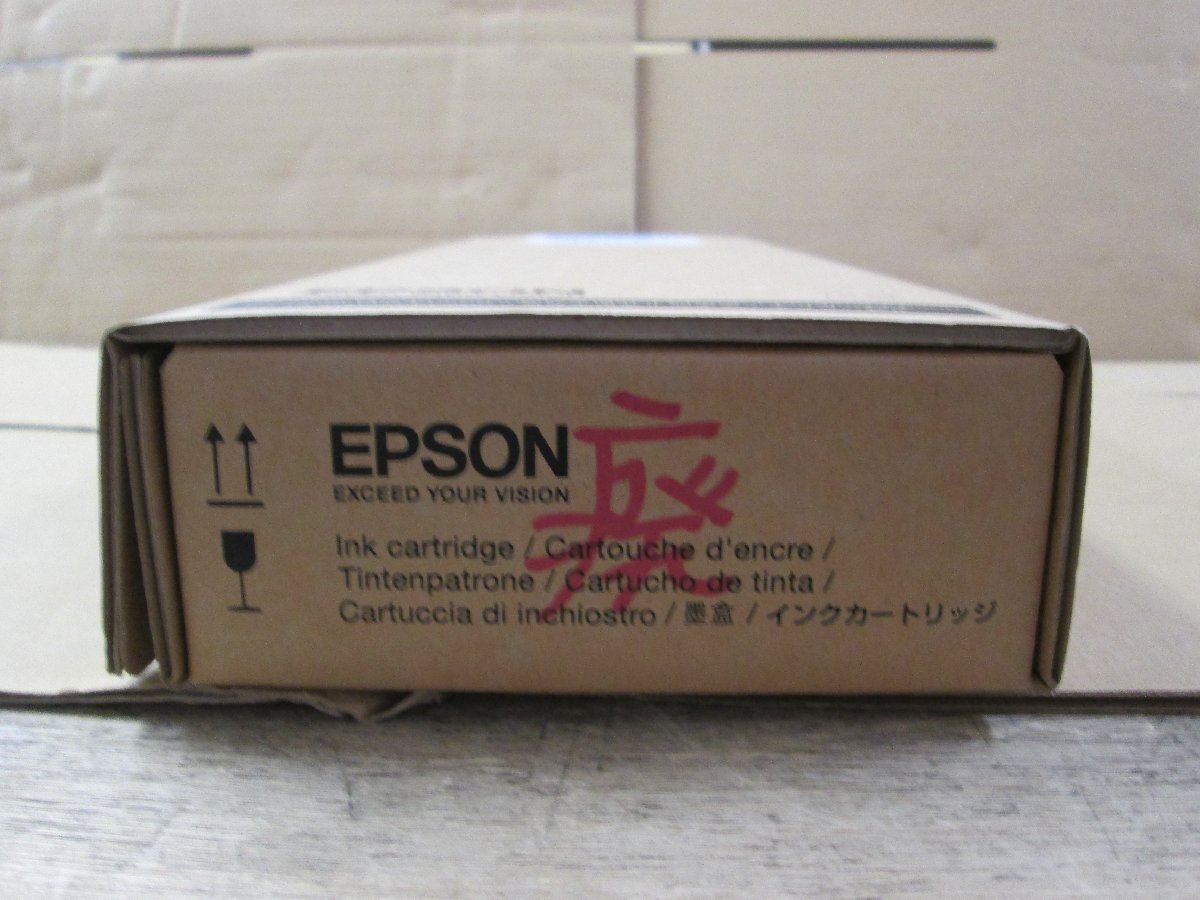 EPSON
EXCEED YOUR VISION
Ink cartridge / Cartouche d'encre /
Tintenpatrone / Cartucho de tinta /
Cartuccia di inchiostro / 墨盒 / インクカートリッジ